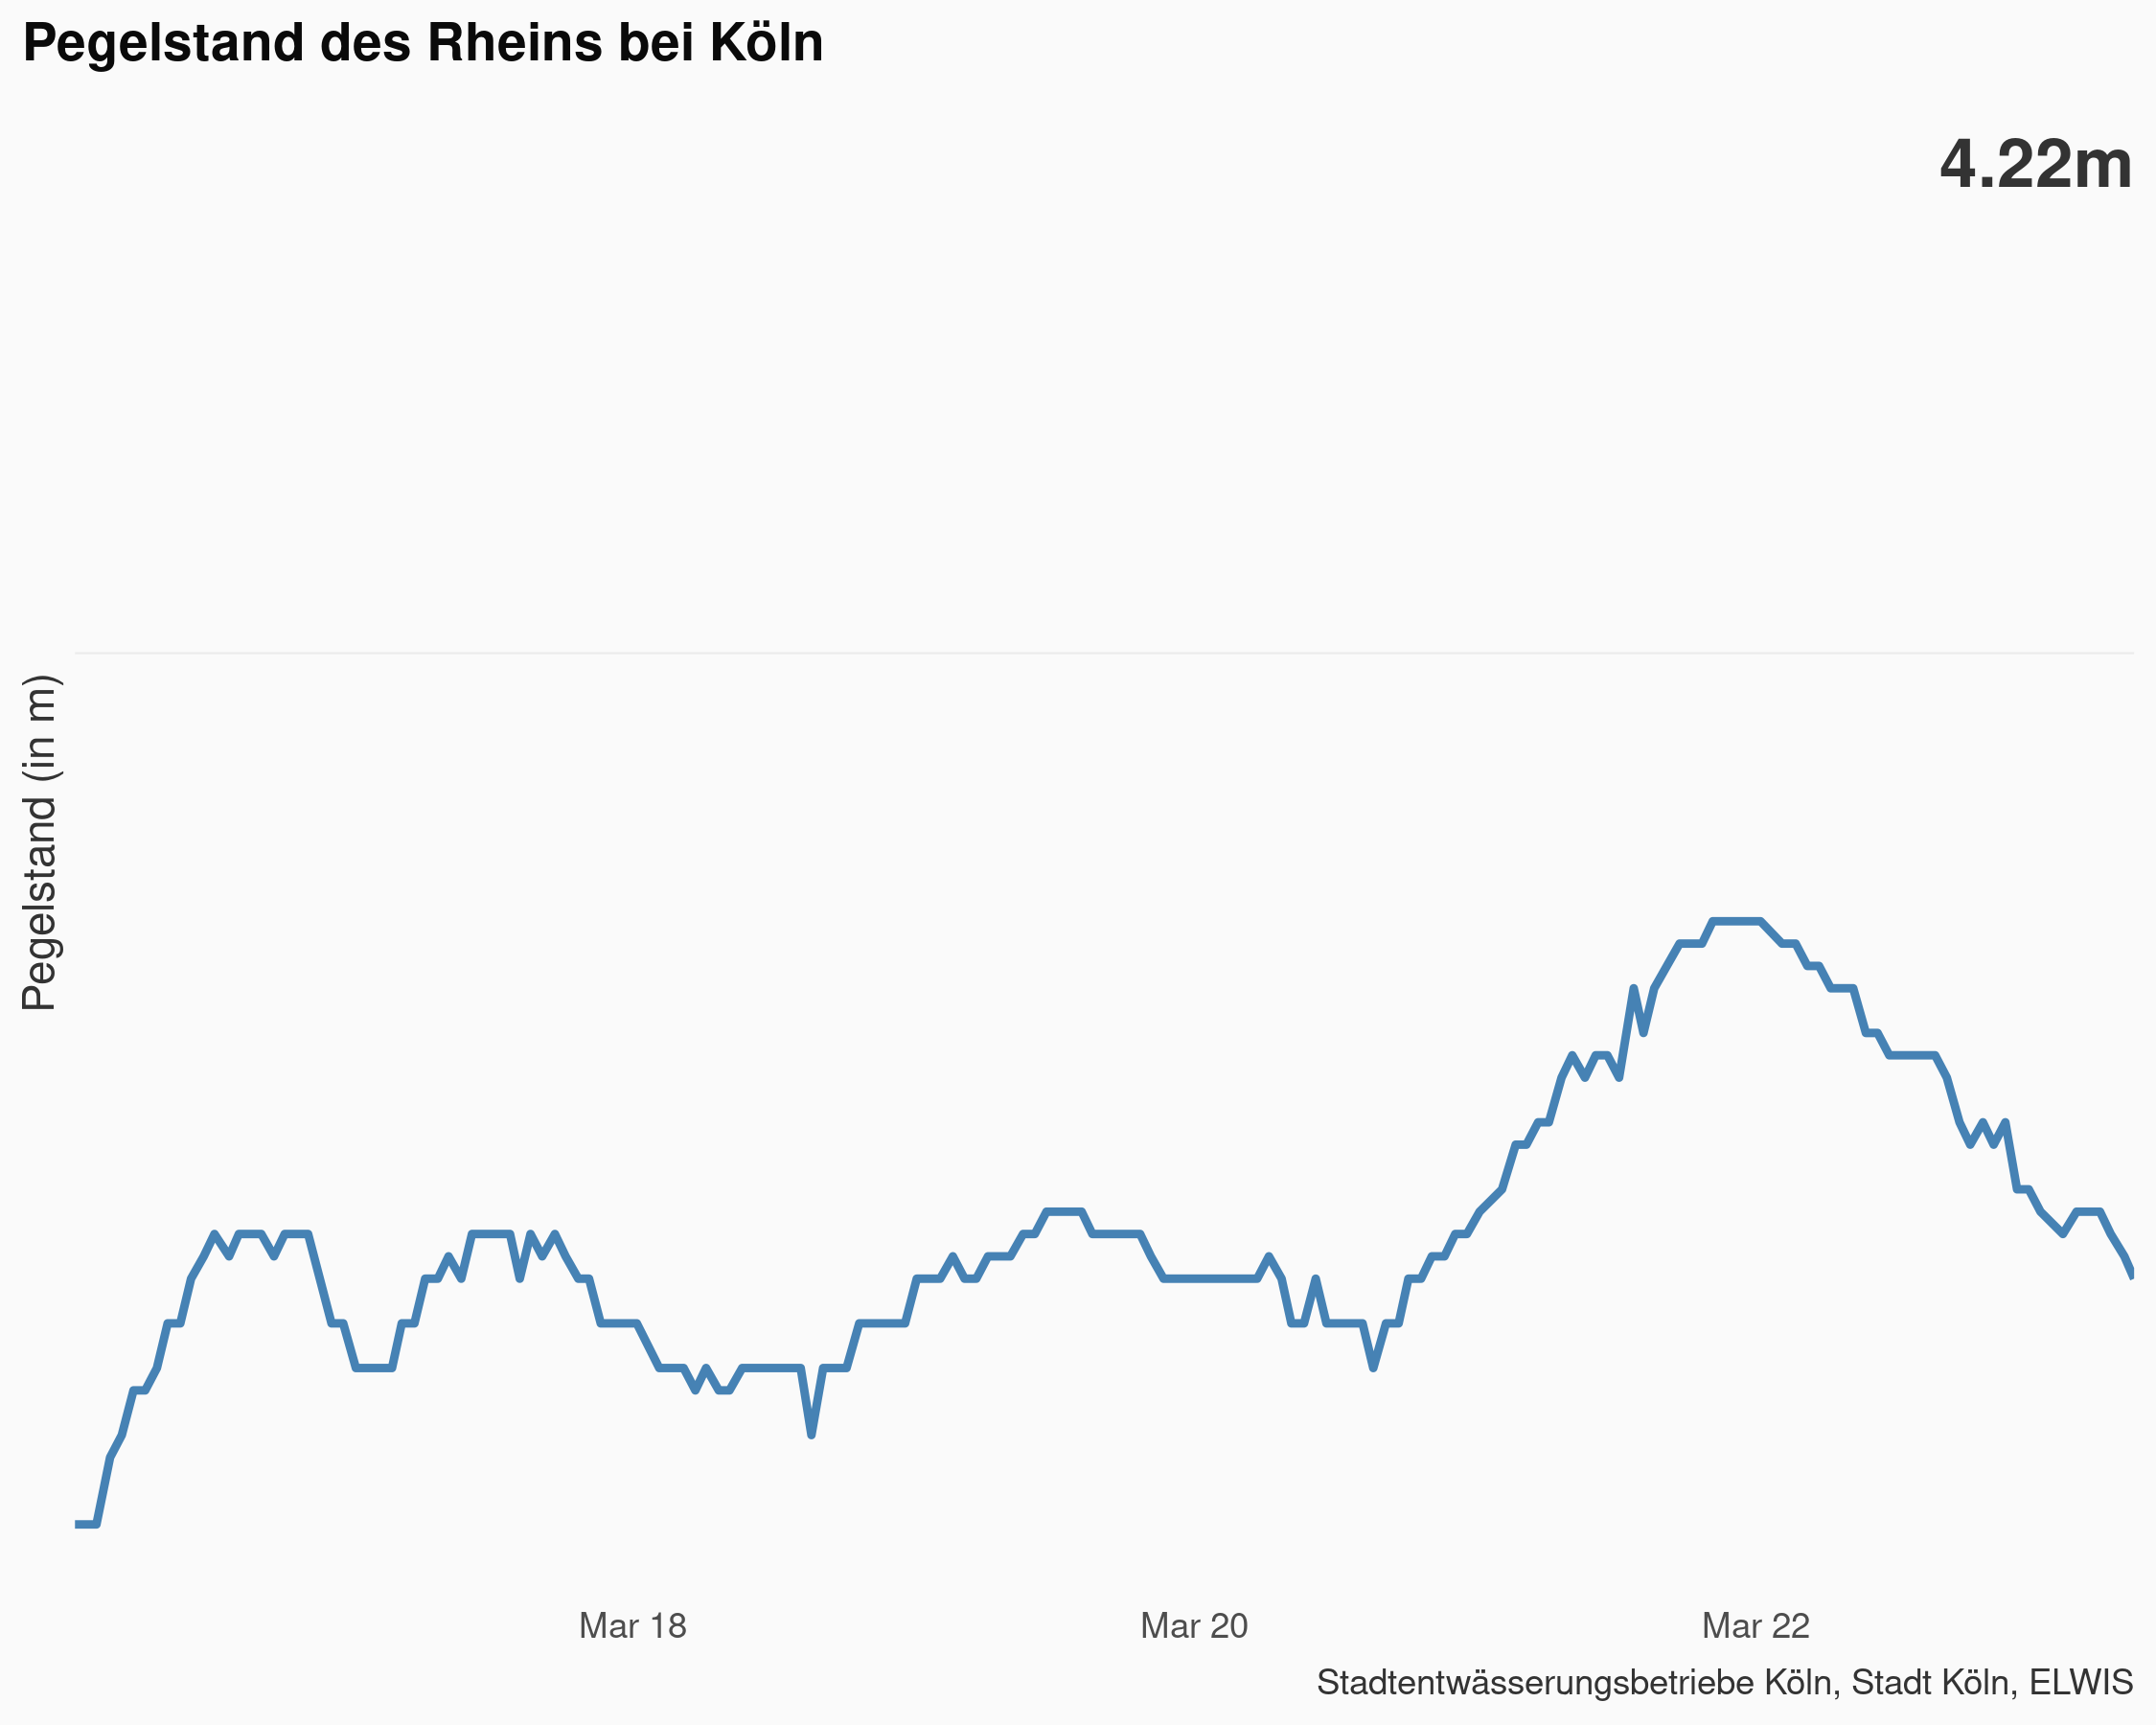 Pegelstand des Rheins bei Köln
4.22m
Pegelstand (in m)
Mar 18
Mar 20
Mar 22
Stadtentwässerungsbetriebe Köln, Stadt Köln, ELWIS